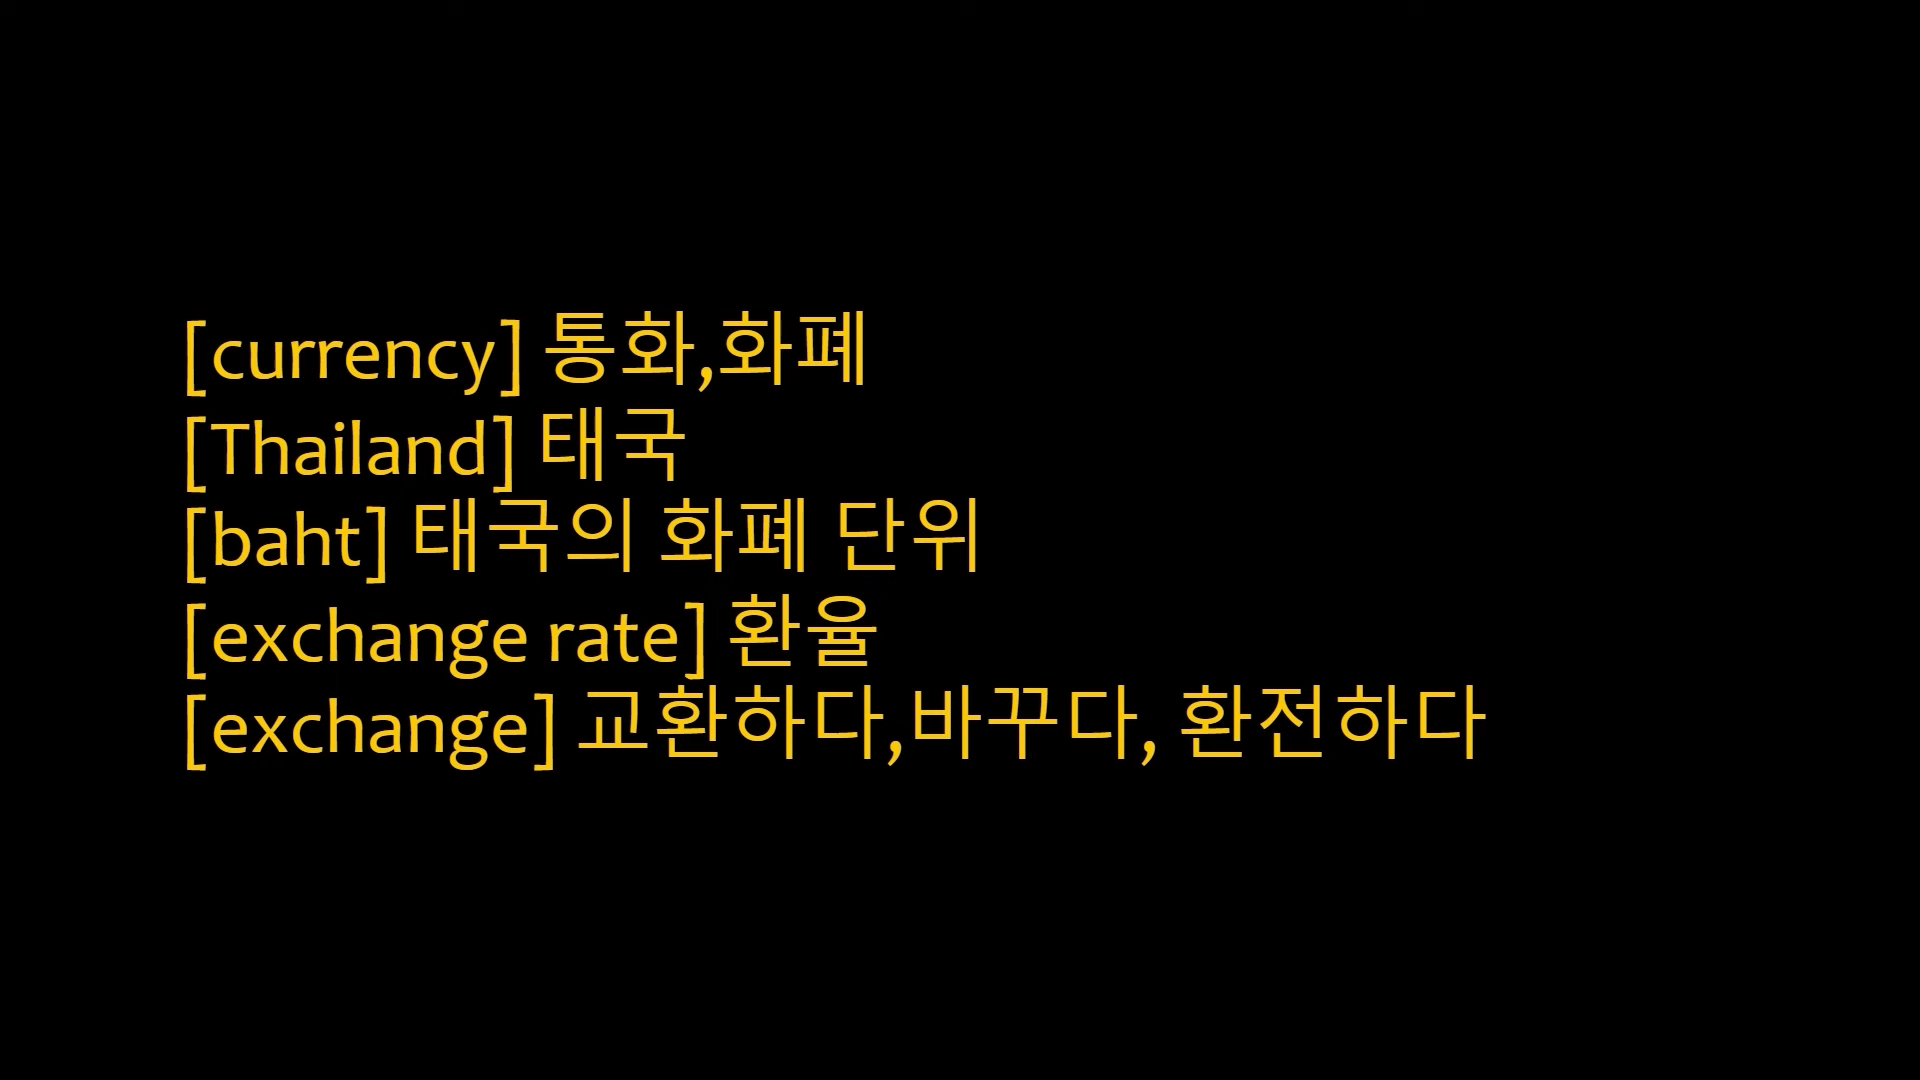 [currency] 통화,화폐
[Thailand] 태국
[baht] 태국의 화폐 단위
[exchange rate] 환율
[exchange] 교환하다,바꾸다, 환전하다